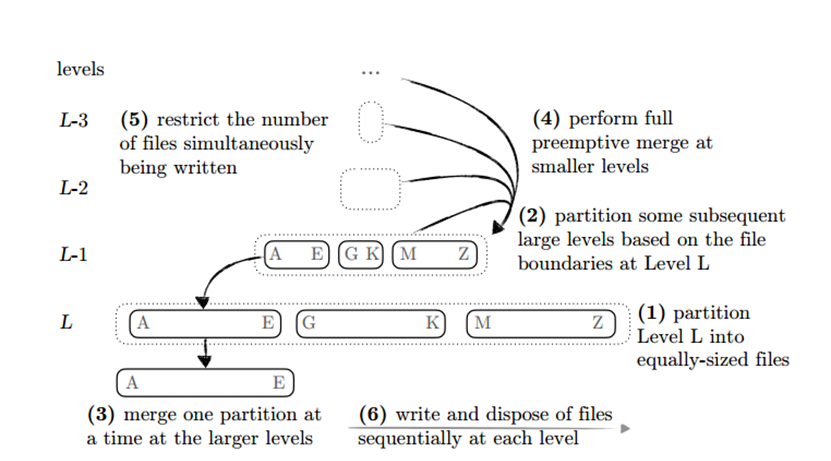 levels
...
L-3
(5) restrict the number
of files simultaneously
being written
(4) perform full
preemptive merge at
smaller levels
L-2
(2) partition some subsequent
large levels based on the file
boundaries at Level L
L-1
A E G K M Z
L
A E G K M Z
(1) partition
Level L into
equally-sized files
A E
(3) merge one partition at
a time at the larger levels
(6) write and dispose of files
sequentially at each level